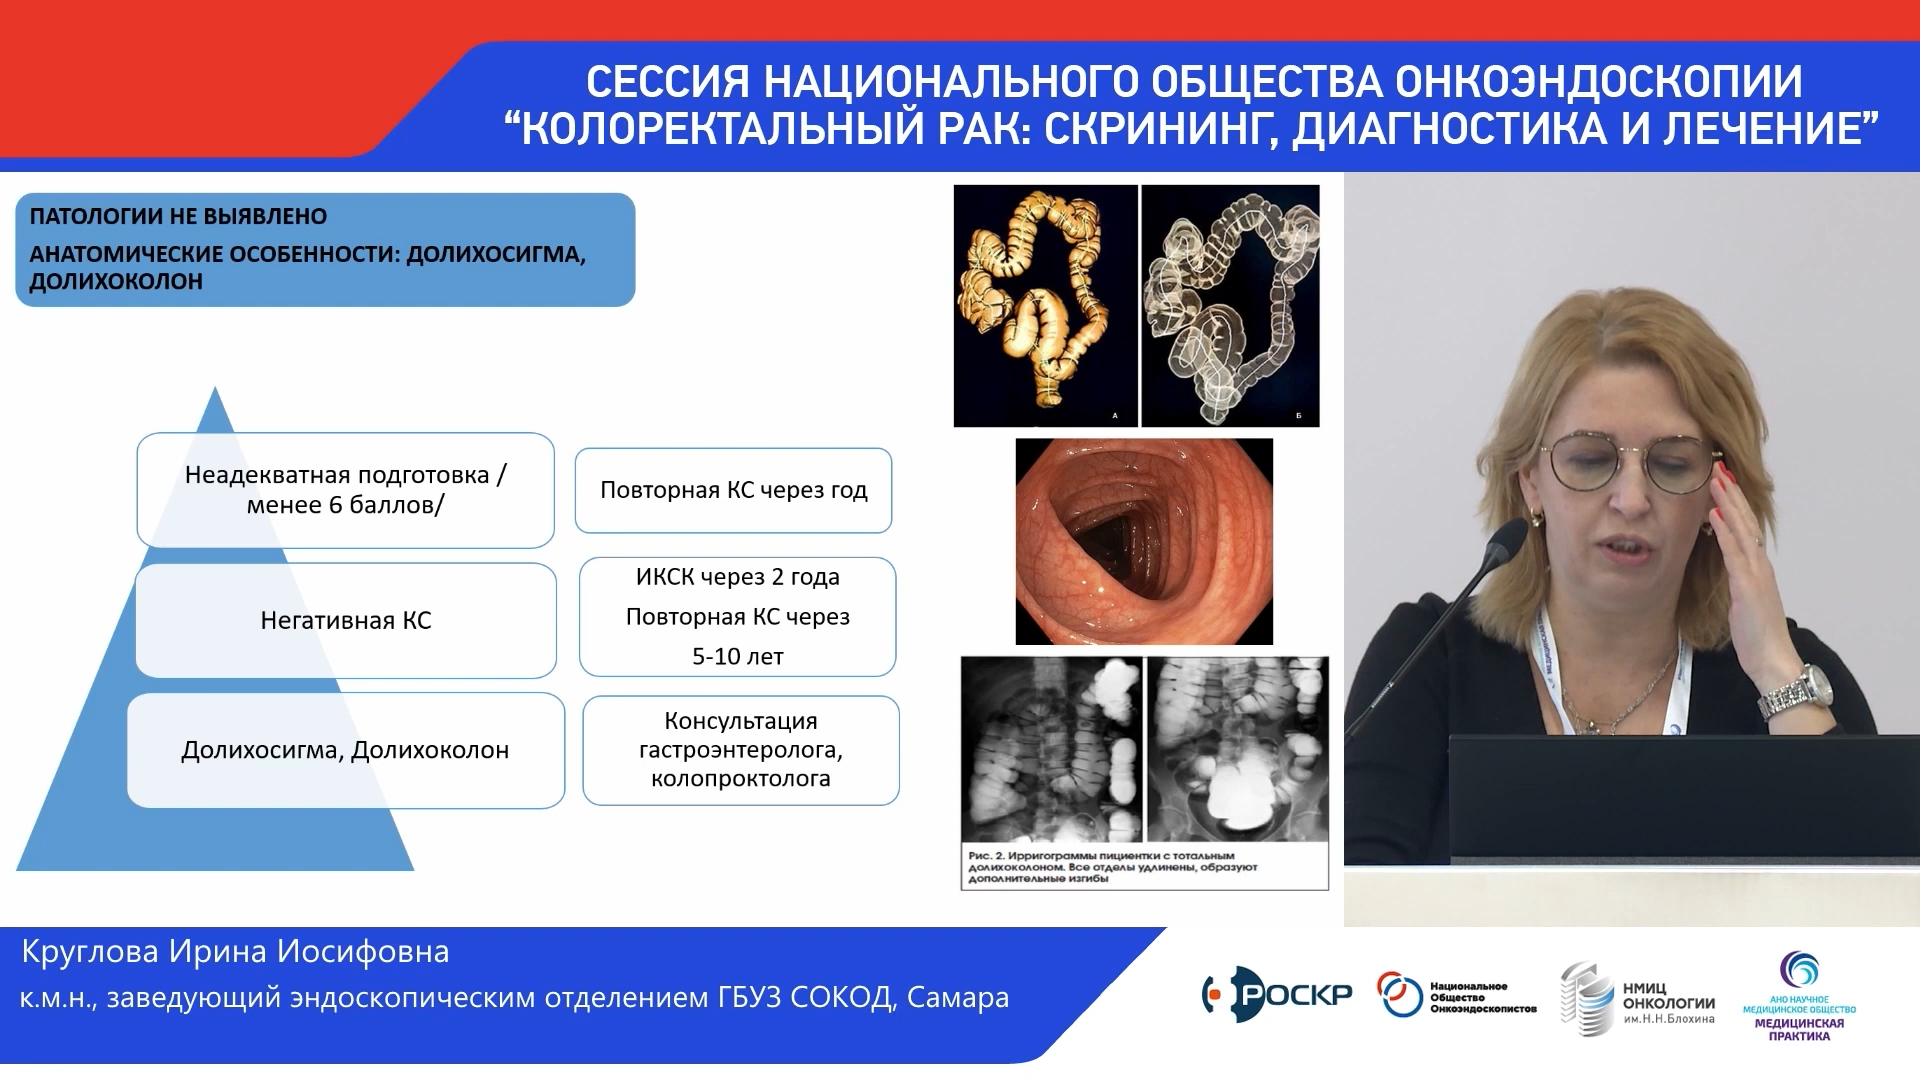 СЕССИЯ НАЦИОНАЛЬНОГО ОБЩЕСТВА ОНКОЭНДОСКОПИИ
“КОЛОРЕКТАЛЬНЫЙ РАК: СКРИНИНГ, ДИАГНОСТИКА И ЛЕЧЕНИЕ”
ПАТОЛОГИИ НЕ ВЫЯВЛЕНО
АНАТОМИЧЕСКИЕ ОСОБЕННОСТИ: ДОЛИХОСИГМА,
ДОЛИХОКОЛОН
Неадекватная подготовка /
менее 6 баллов/
Повторная КС через год
Негативная КС
ИКСК через 2 года
Повторная КС через
5-10 лет
Долихосигма, Долихоколон
Консультация
гастроэнтеролога,
колопроктолога
А
Б
Рис. 2. Ирригограммы пициентки с тотальным
долихоколоном. Все отделы удлинены, образуют
дополнительные изгибы
Круглова Ирина Иосифовна
к.м.н., заведующий эндоскопическим отделением ГБУЗ СОКОД, Самара
РОСКР
Национальное
Общество
Онкоэндоскопистов
НМИЦ
ОНКОЛОГИИ
им.Н.Н.Блохина
АНО НАУЧНОЕ
МЕДИЦИНСКОЕ ОБЩЕСТВО
МЕДИЦИНСКАЯ
ПРАКТИКА